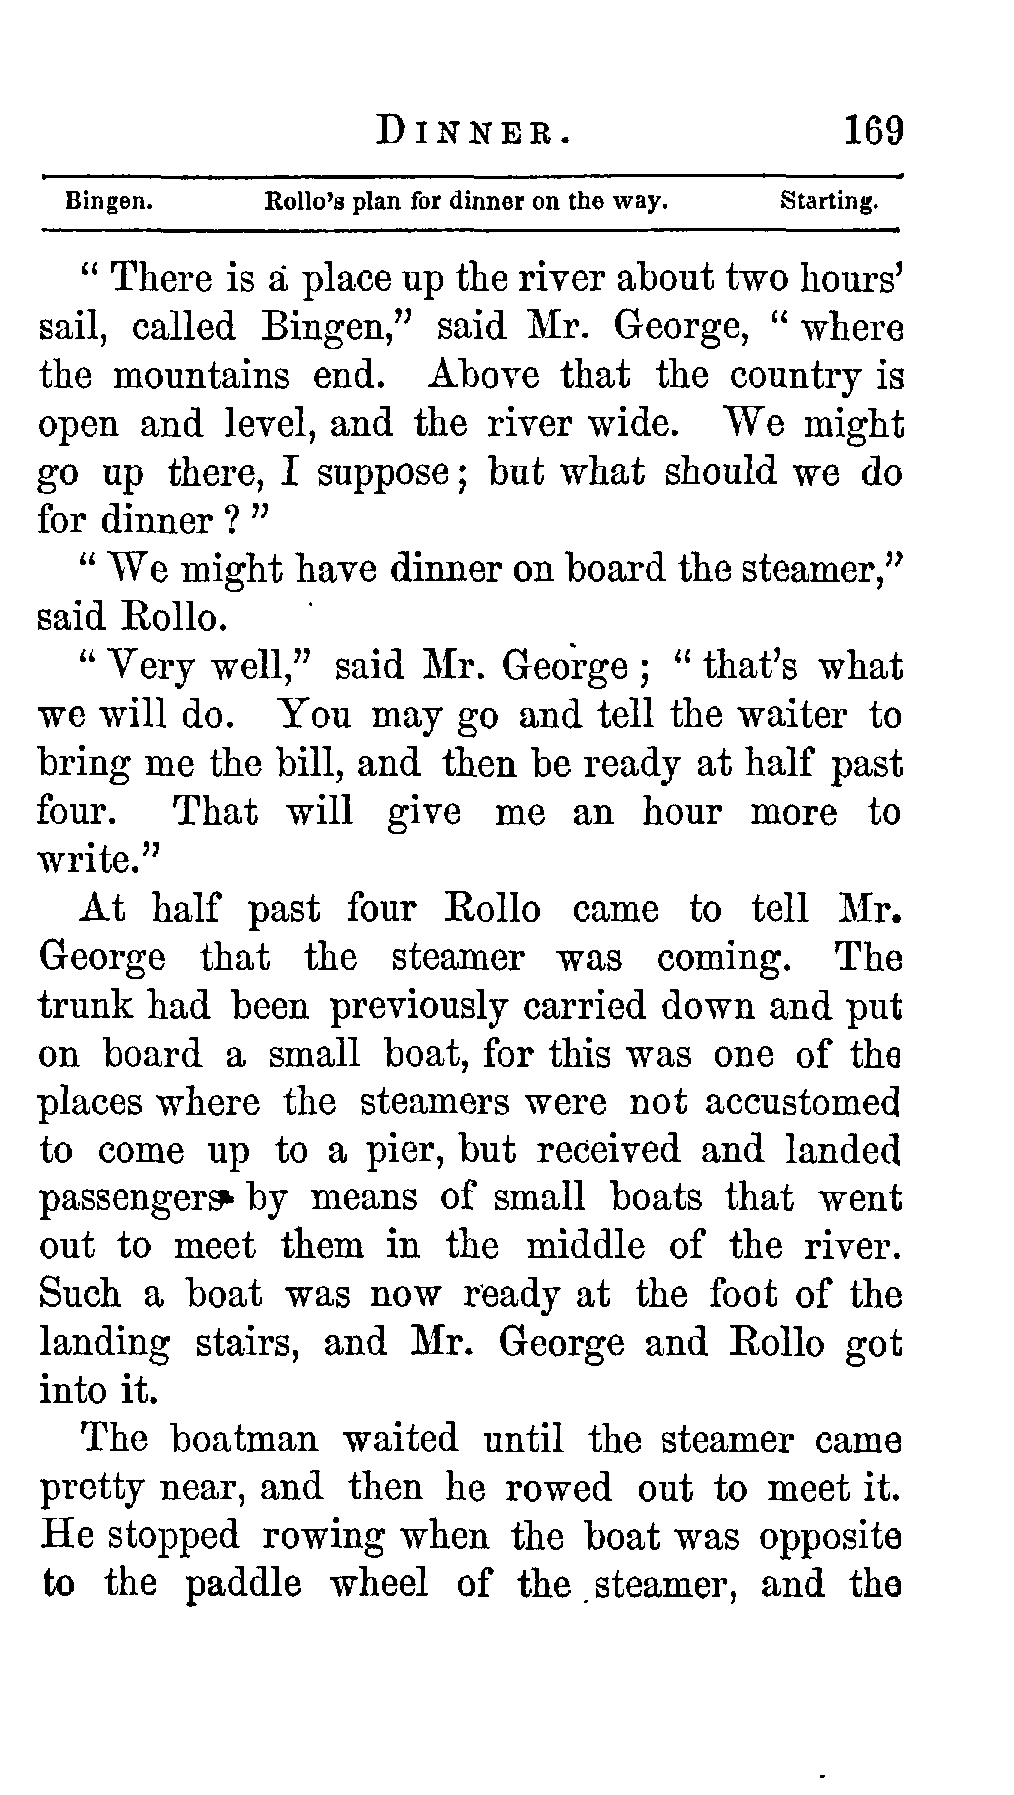 DINNER. 169
Bingen. Rollo's plan for dinner on the way. Starting.
" There is a place up the river about two hours'
sail, called Bingen," said Mr. George, " where
the mountains end. Above that the country is
open and level, and the river wide. We might
go up there, I suppose ; but what should we do
for dinner ? "
" We might have dinner on board the steamer,"
said Rollo.
" Very well," said Mr. George ; " that's what
we will do. You may go and tell the waiter to
bring me the bill, and then be ready at half past
four. That will give me an hour more to
write."
At half past four Rollo came to tell Mr.
George that the steamer was coming. The
trunk had been previously carried down and put
on board a small boat, for this was one of the
places where the steamers were not accustomed
to come up to a pier, but received and landed
passengers by means of small boats that went
out to meet them in the middle of the river.
Such a boat was now ready at the foot of the
landing stairs, and Mr. George and Rollo got
into it.
The boatman waited until the steamer came
pretty near, and then he rowed out to meet it.
He stopped rowing when the boat was opposite
to the paddle wheel of the steamer, and the